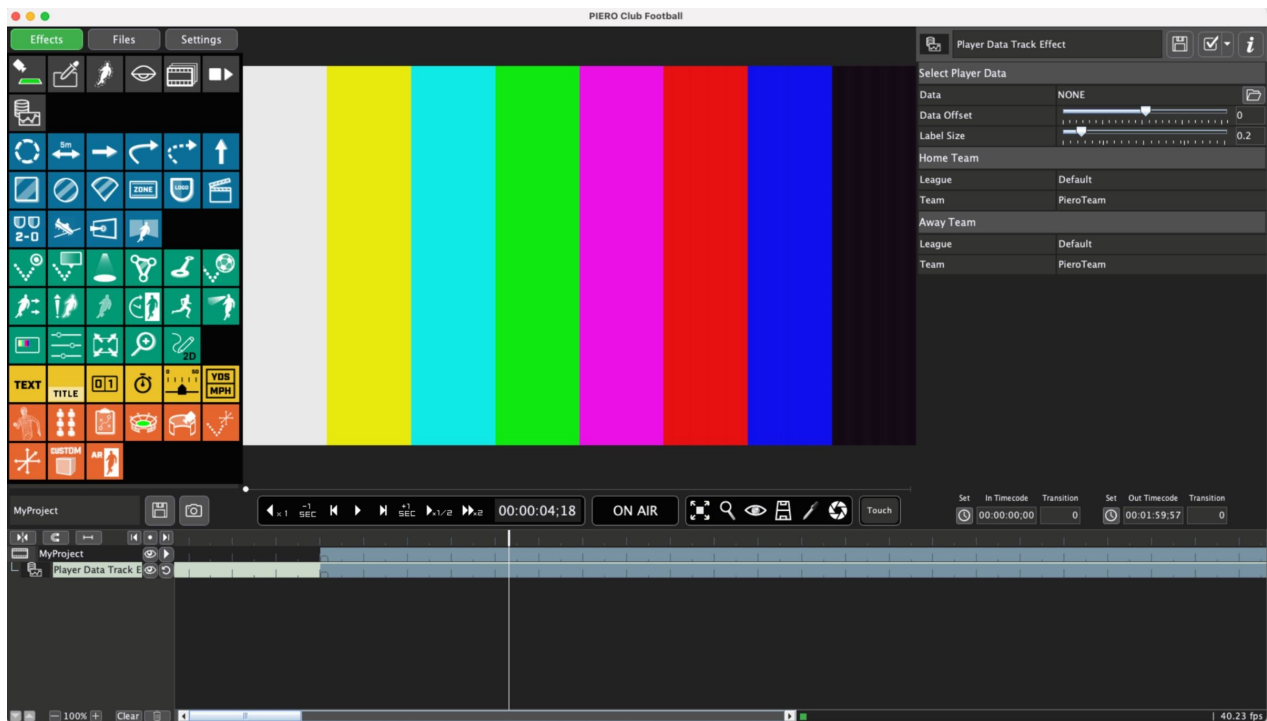 PIERO Club Football
Effects Files Settings
Player Data Track Effect
Select Player Data
Data NONE
Data Offset 0
Label Size 0.2
Home Team
League Default
Team PieroTeam
Away Team
League Default
Team PieroTeam
5m
ZONE LOGO
2-0
2D
TEXT TITLE 0 1 0 50 YDS MPH
CUSTOM AR
MyProject
x1 -1 SEC +1 SEC x1/2 x2 00:00:04;18 ON AIR Touch
Set In Timecode Transition Set Out Timecode Transition
00:00:00;00 0 00:01:59;57 0
MyProject
Player Data Track E
100% Clear 40.23 fps